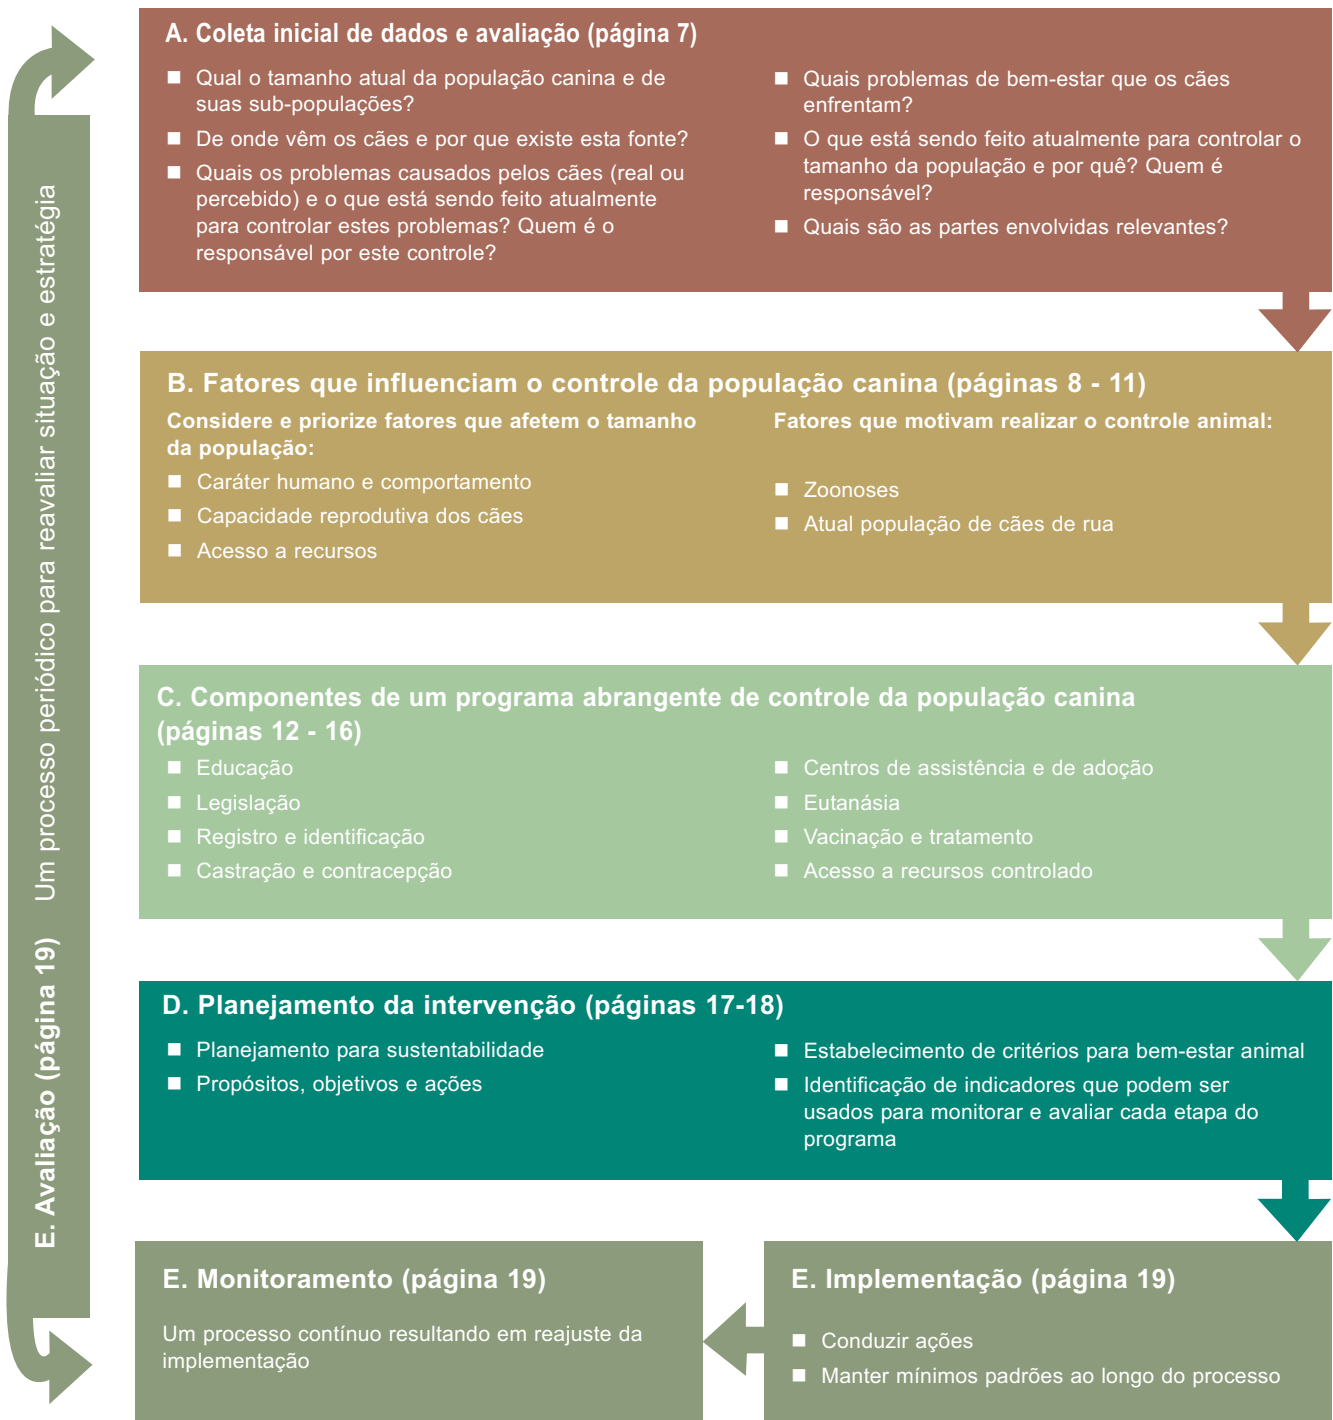 A. Coleta inicial de dados e avaliação (página 7)
■ Qual o tamanho atual da população canina e de
suas sub-populações?
■ De onde vêm os cães e por que existe esta fonte?
■ Quais os problemas causados pelos cães (real ou
percebido) e o que está sendo feito atualmente
para controlar estes problemas? Quem é o
responsável por este controle?
■ Quais problemas de bem-estar que os cães
enfrentam?
■ O que está sendo feito atualmente para controlar o
tamanho da população e por quê? Quem é
responsável?
■ Quais são as partes envolvidas relevantes?
B. Fatores que influenciam o controle da população canina (páginas 8 - 11)
Considere e priorize fatores que afetem o tamanho
da população:
■ Caráter humano e comportamento
■ Capacidade reprodutiva dos cães
■ Acesso a recursos
Fatores que motivam realizar o controle animal:
■ Zoonoses
■ Atual população de cães de rua
C. Componentes de um programa abrangente de controle da população canina
(páginas 12 - 16)
■ Educação
■ Legislação
■ Registro e identificação
■ Castração e contracepção
■ Centros de assistência e de adoção
■ Eutanásia
■ Vacinação e tratamento
■ Acesso a recursos controlado
D. Planejamento da intervenção (páginas 17-18)
■ Planejamento para sustentabilidade
■ Propósitos, objetivos e ações
■ Estabelecimento de critérios para bem-estar animal
■ Identificação de indicadores que podem ser
usados para monitorar e avaliar cada etapa do
programa
E. Implementação (página 19)
■ Conduzir ações
■ Manter mínimos padrões ao longo do processo
E. Monitoramento (página 19)
Um processo contínuo resultando em reajuste da
implementação
E. Avaliação (página 19) Um processo periódico para reavaliar situação e estratégia